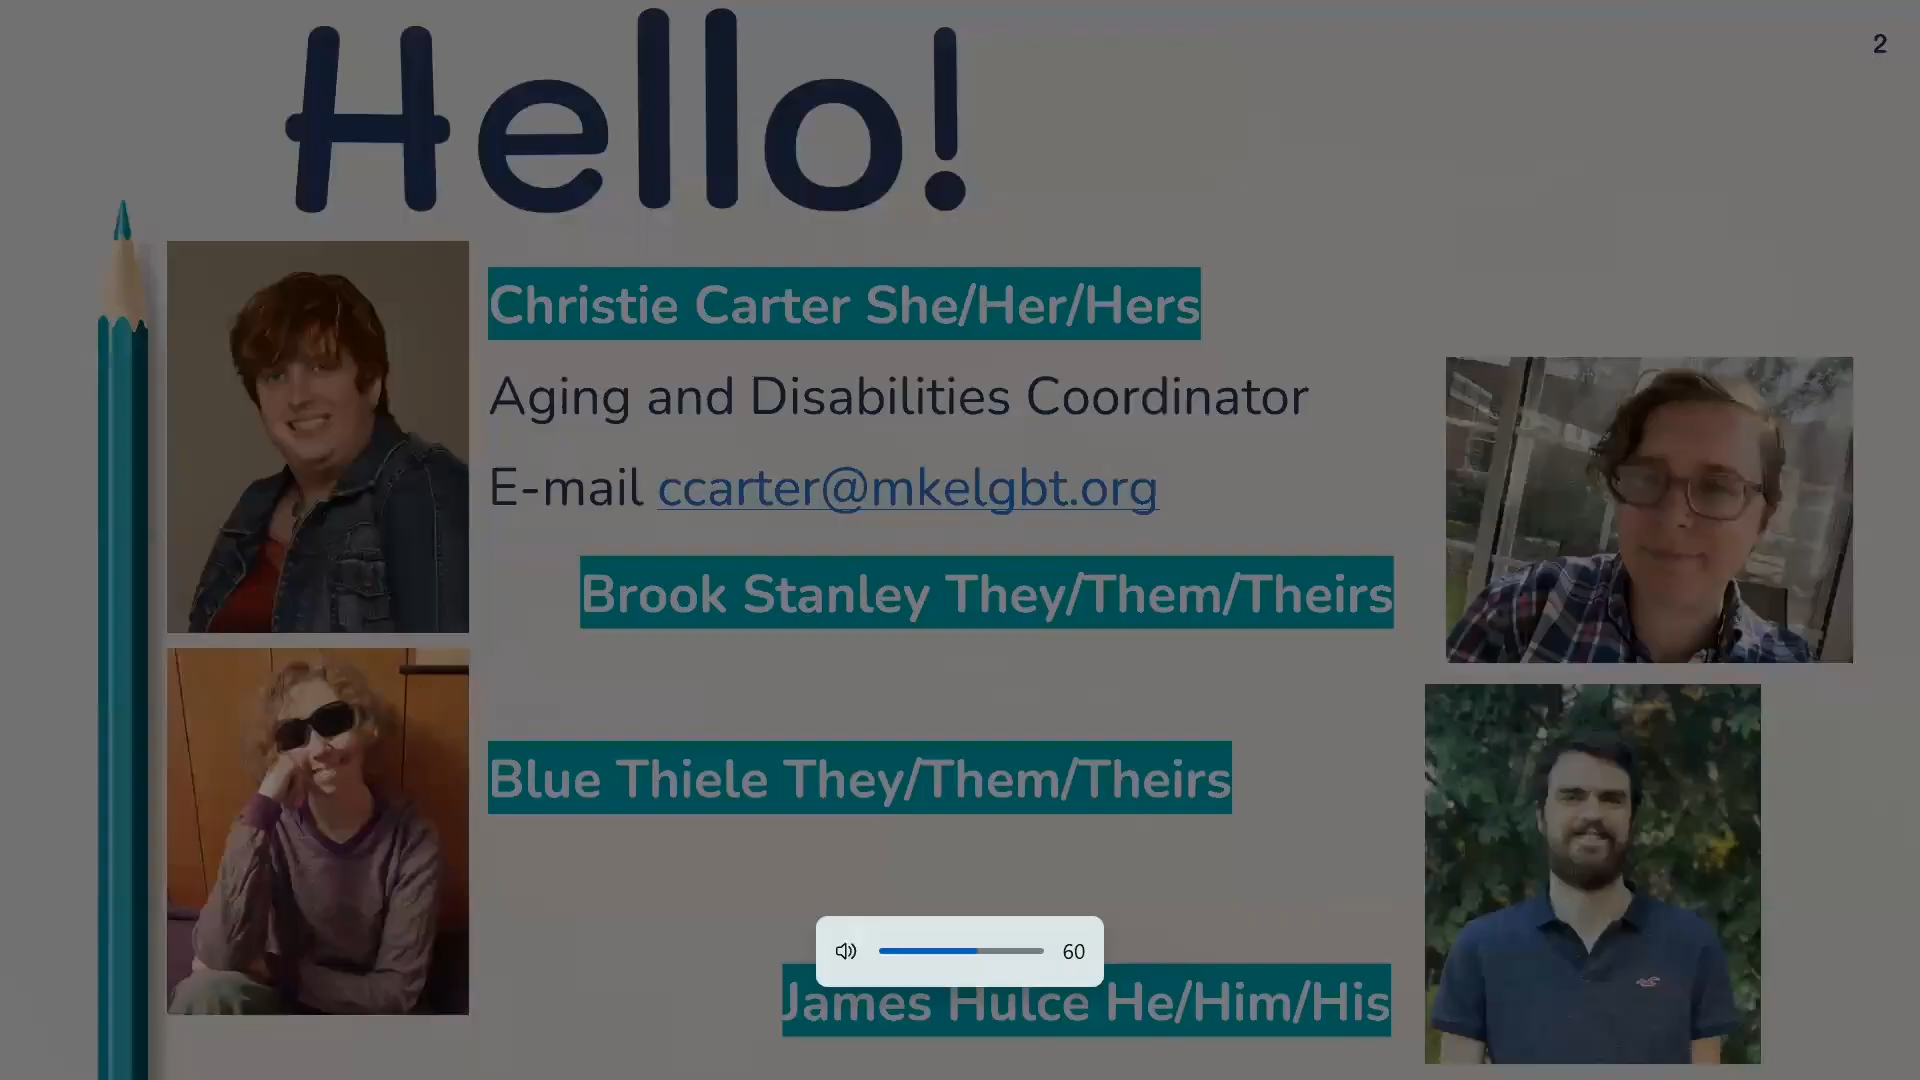 2
Hello!
Christie Carter She/Her/Hers
Aging and Disabilities Coordinator
E-mail ccarter@mkelgbt.org
Brook Stanley They/Them/Theirs
Blue Thiele They/Them/Theirs
60
James Hulce He/Him/His